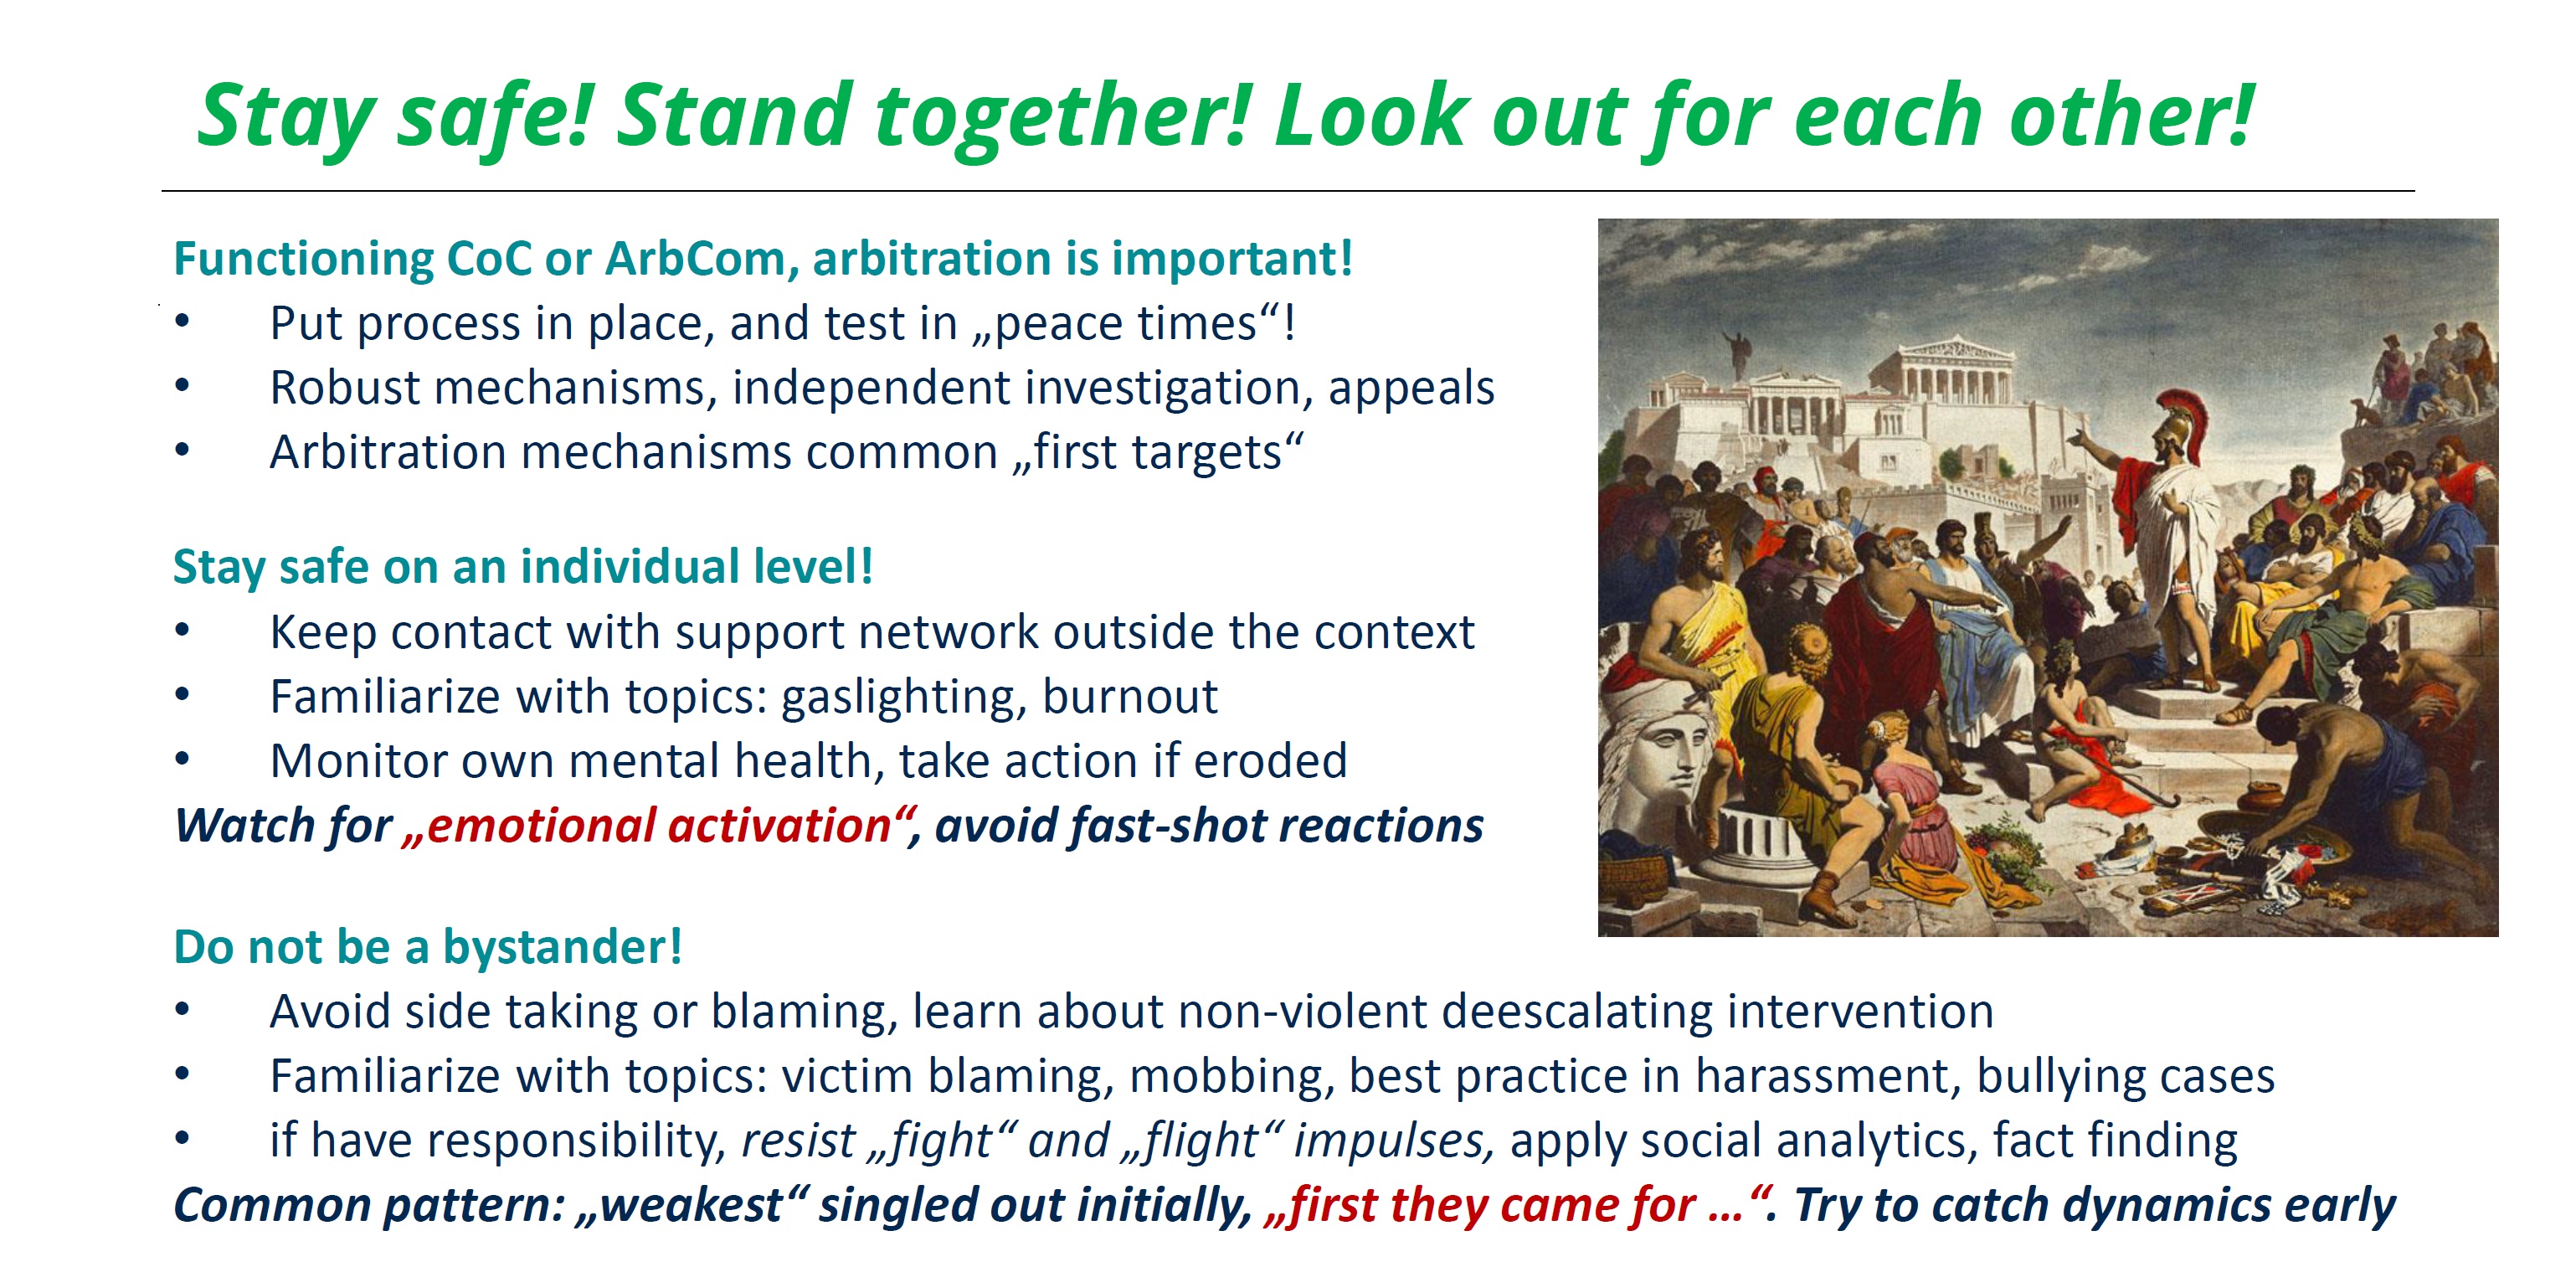 Stay safe! Stand together! Look out for each other!
Functioning CoC or ArbCom, arbitration is important!
• Put process in place, and test in „peace times“!
• Robust mechanisms, independent investigation, appeals
• Arbitration mechanisms common „first targets“
Stay safe on an individual level!
• Keep contact with support network outside the context
• Familiarize with topics: gaslighting, burnout
• Monitor own mental health, take action if eroded
Watch for „emotional activation“, avoid fast-shot reactions
Do not be a bystander!
• Avoid side taking or blaming, learn about non-violent deescalating intervention
• Familiarize with topics: victim blaming, mobbing, best practice in harassment, bullying cases
• if have responsibility, resist „fight“ and „flight“ impulses, apply social analytics, fact finding
Common pattern: „weakest“ singled out initially, „first they came for ...“. Try to catch dynamics early